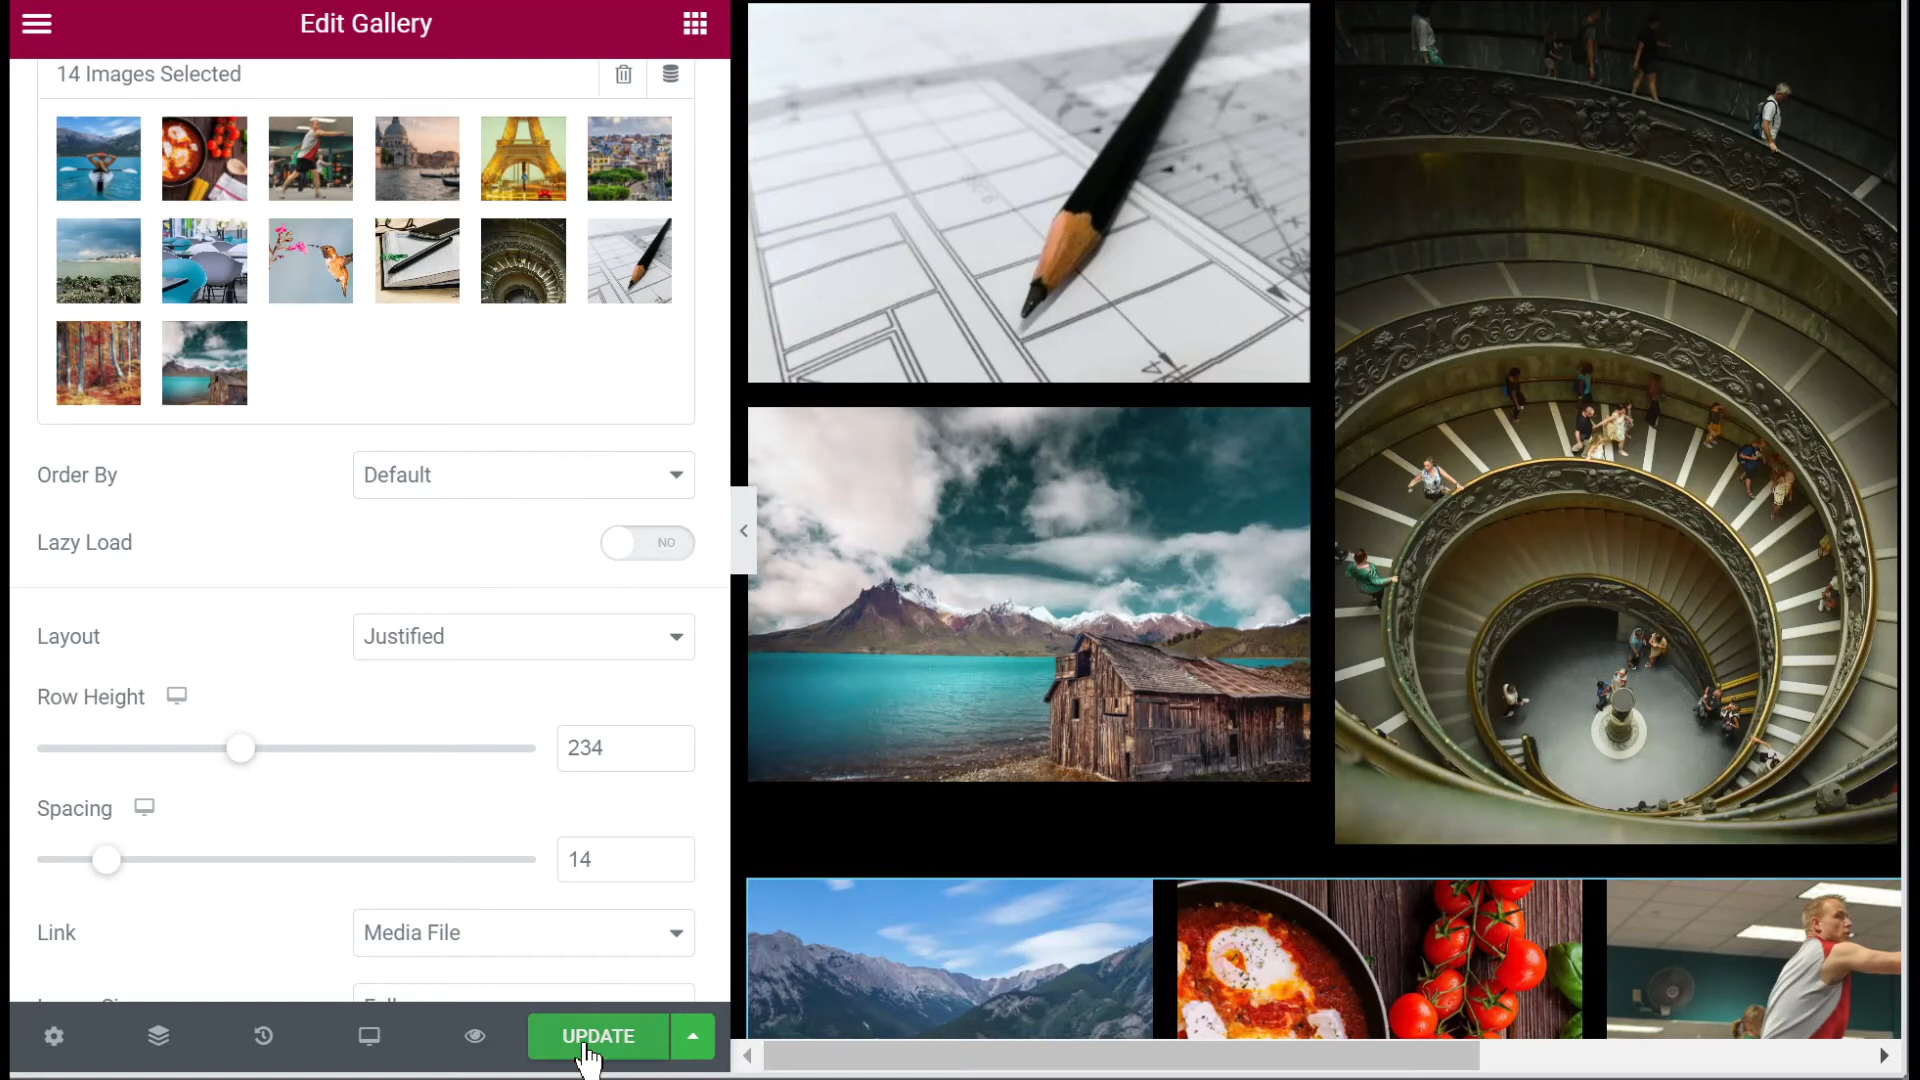 Edit Gallery
14 Images Selected
Order By
Default
Lazy Load
NO
Layout
Justified
Row Height
234
Spacing
14
Link
Media File
UPDATE